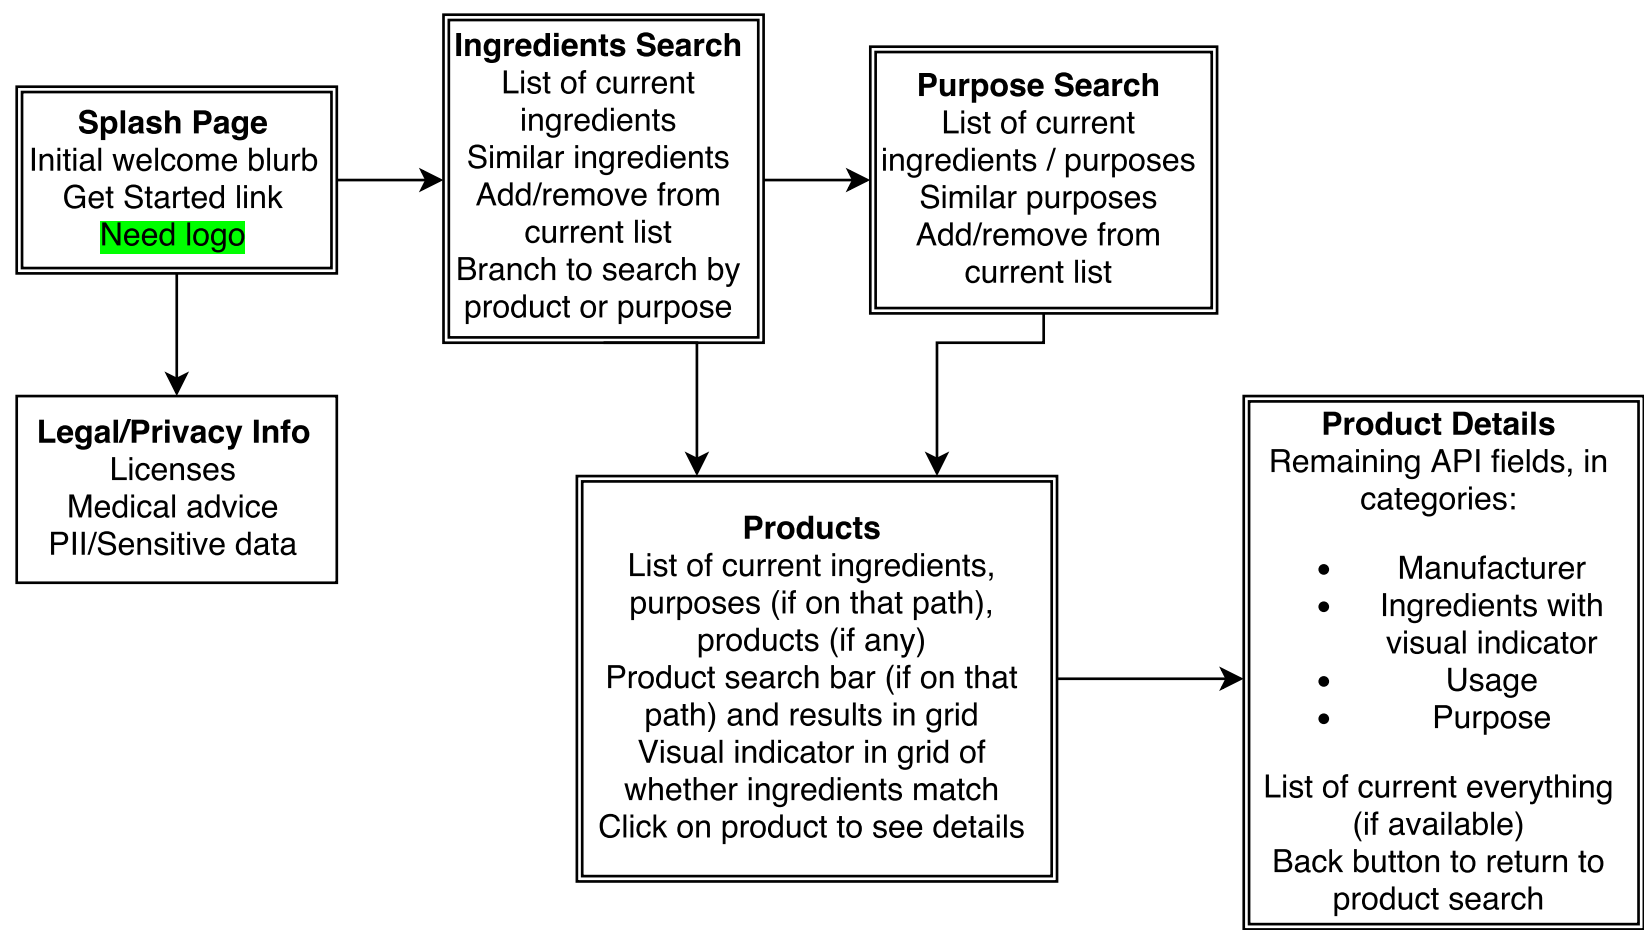 Splash Page
Initial welcome blurb
Get Started link
Need logo
Ingredients Search
List of current
ingredients
Similar ingredients
Add/remove from
current list
Branch to search by
product or purpose
Purpose Search
List of current
ingredients / purposes
Similar purposes
Add/remove from
current list
Legal/Privacy Info
Licenses
Medical advice
PII/Sensitive data
Products
List of current ingredients,
purposes (if on that path),
products (if any)
Product search bar (if on that
path) and results in grid
Visual indicator in grid of
whether ingredients match
Click on product to see details
Product Details
Remaining API fields, in
categories:
• Manufacturer
• Ingredients with
visual indicator
• Usage
• Purpose
List of current everything
(if available)
Back button to return to
product search